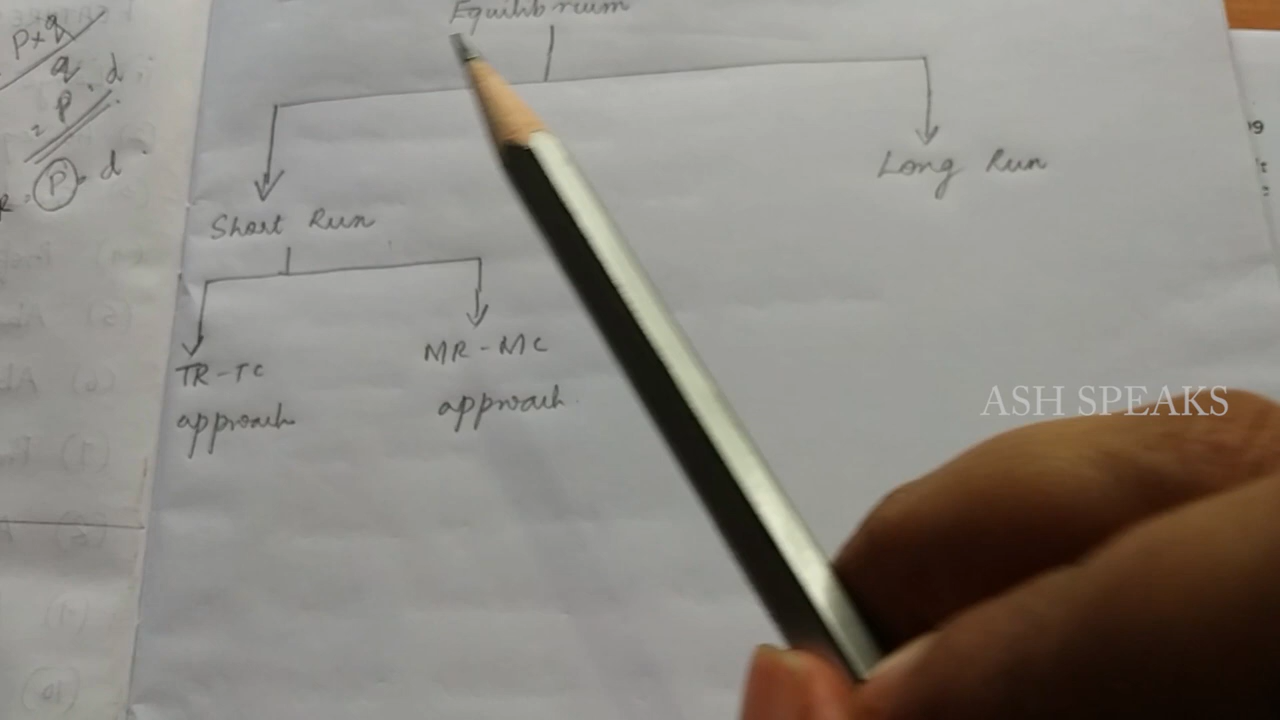 Equilibrium
Short Run
Long Run
TR-TC
approach
MR-MC
approach
P×q
q
= P. d
P d
ASH SPEAKS